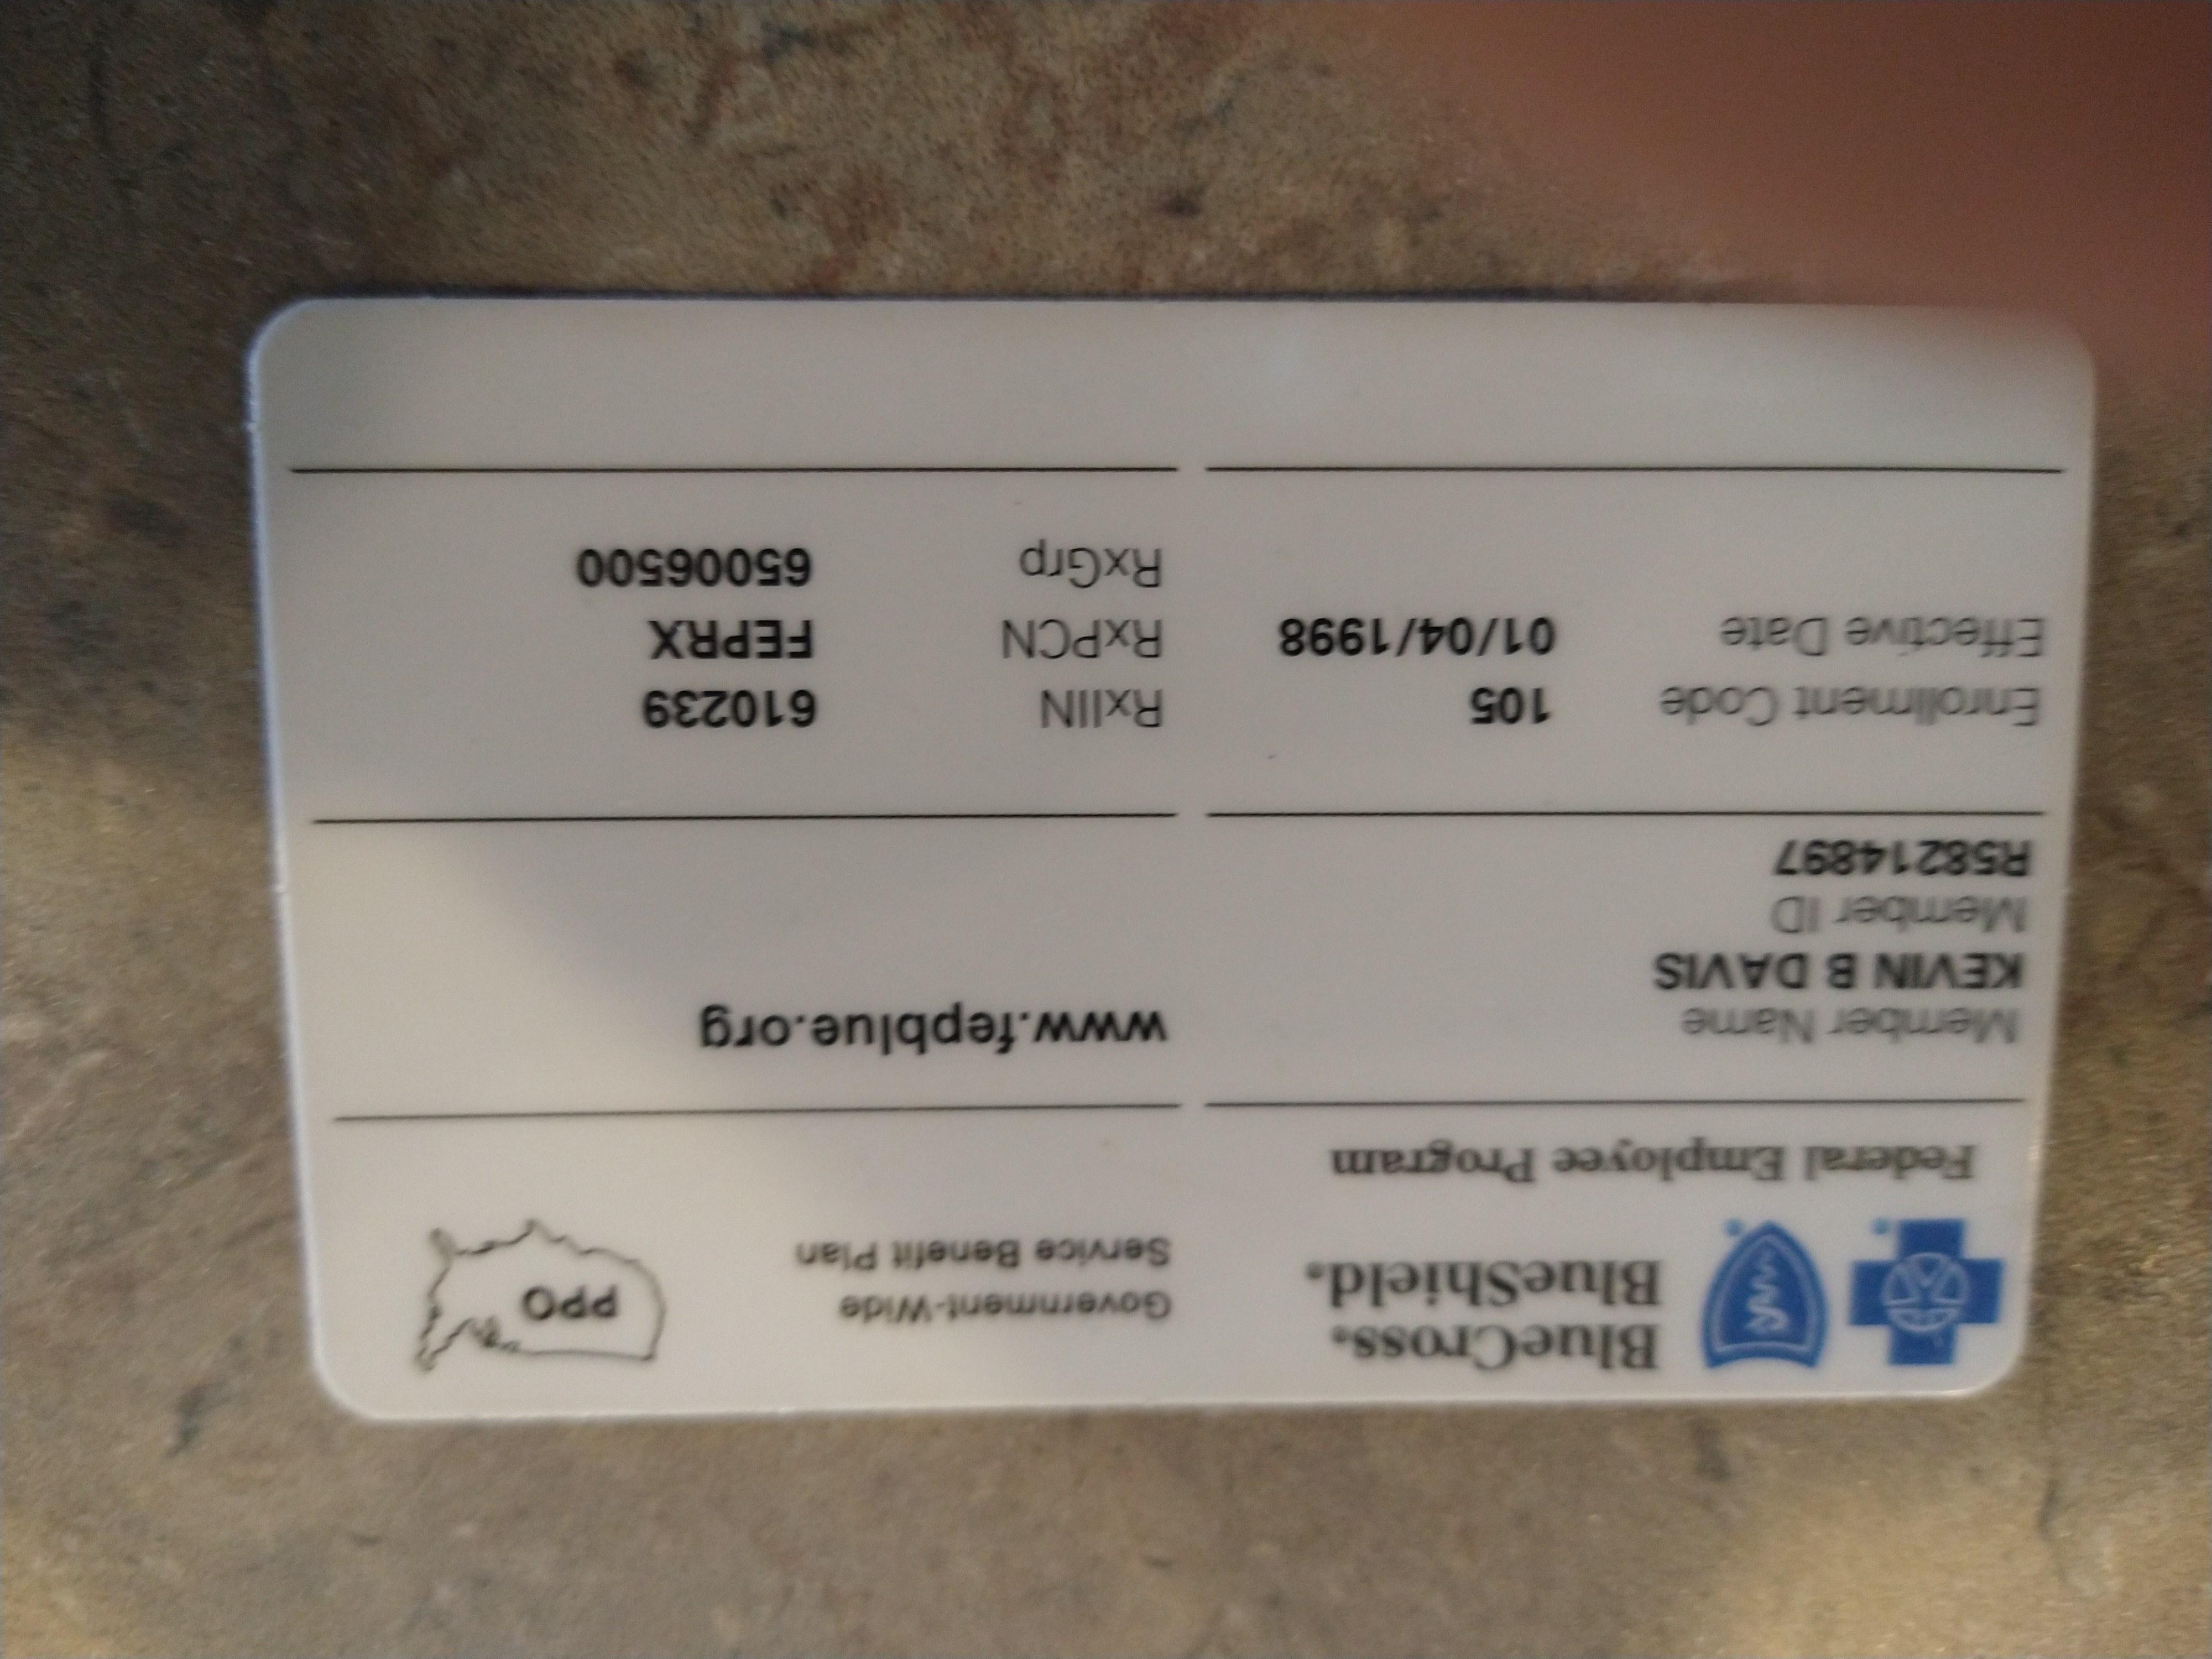 BlueCross®
BlueShield®
Federal Employee Program
Government-Wide
Service Benefit Plan
PPO
Member Name
KEVIN B DAVIS
Member ID
R58214897
www.fepblue.org
Enrollment Code 105
Effective Date 01/04/1998
RxIIN 610239
RxPCN FEPRX
RxGrp 65006500